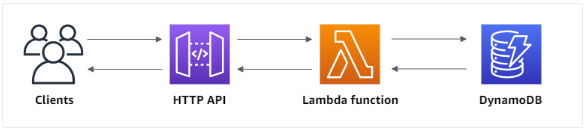 Clients
HTTP API
Lambda function
DynamoDB